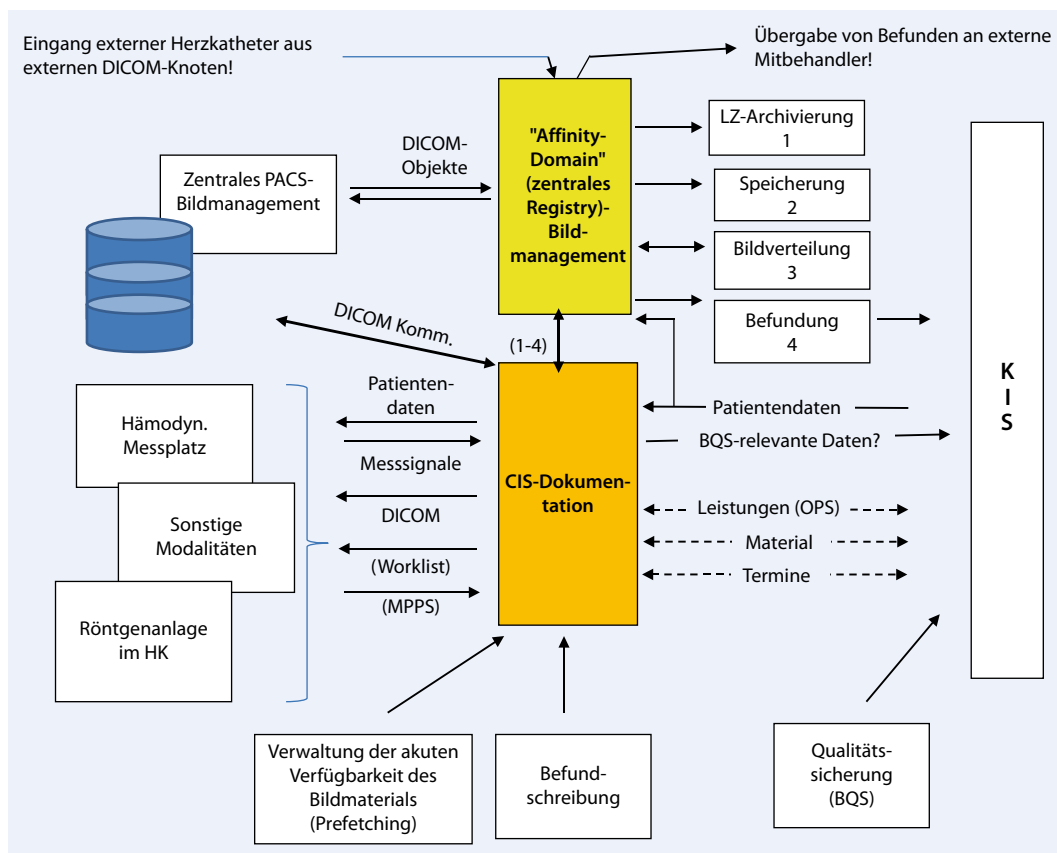 Eingang externer Herzkatheter aus
externen DICOM-Knoten!
Übergabe von Befunden an externe
Mitbehandler!
Zentrales PACS-
Bildmanagement
DICOM-
Objekte
"Affinity-
Domain"
(zentrales
Registry)-
Bild-
management
LZ-Archivierung
1
Speicherung
2
Bildverteilung
3
Befundung
4
K
I
S
DICOM Komm.
(1-4)
Hämodyn.
Messplatz
Sonstige
Modalitäten
Röntgenanlage
im HK
Patienten-
daten
Messsignale
DICOM
(Worklist)
(MPPS)
CIS-Dokumen-
tation
Patientendaten
BQS-relevante Daten?
Leistungen (OPS)
Material
Termine
Verwaltung der akuten
Verfügbarkeit des
Bildmaterials
(Prefetching)
Befund-
schreibung
Qualitäts-
sicherung
(BQS)